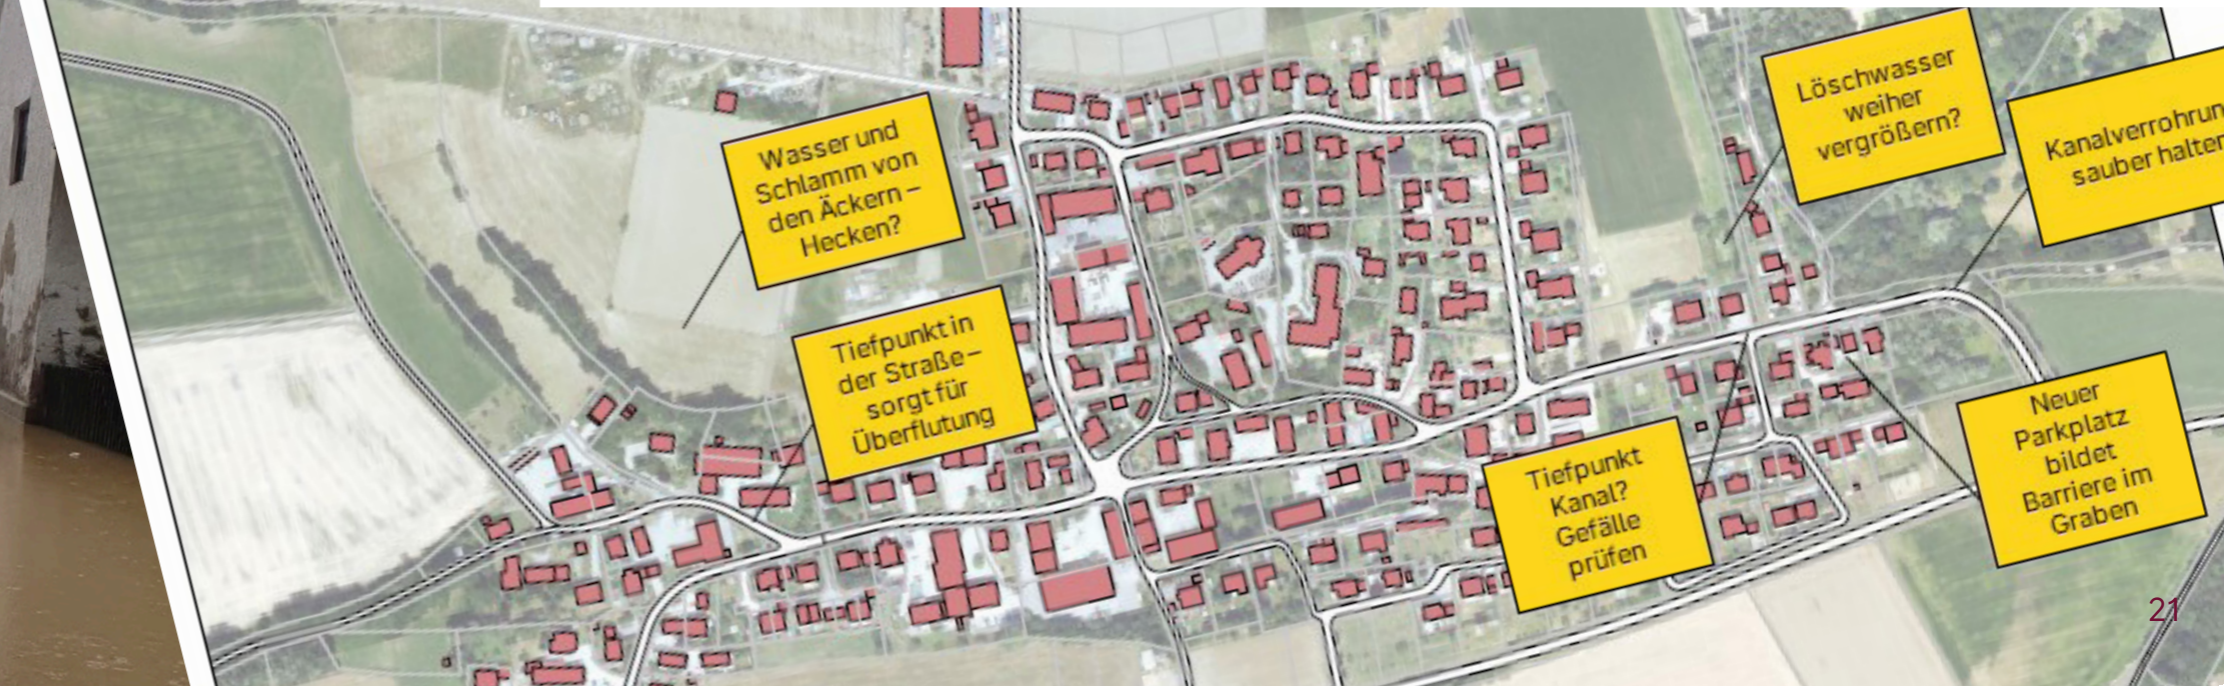 Wasser und
Schlamm von
den Äckern –
Hecken?
Tiefpunkt in
der Straße –
sorgt für
Überflutung
Löschwasser
weiher
vergrößern?
Kanalverrohrun
sauber halten
Tiefpunkt
Kanal?
Gefälle
prüfen
Neuer
Parkplatz
bildet
Barriere im
Graben
21